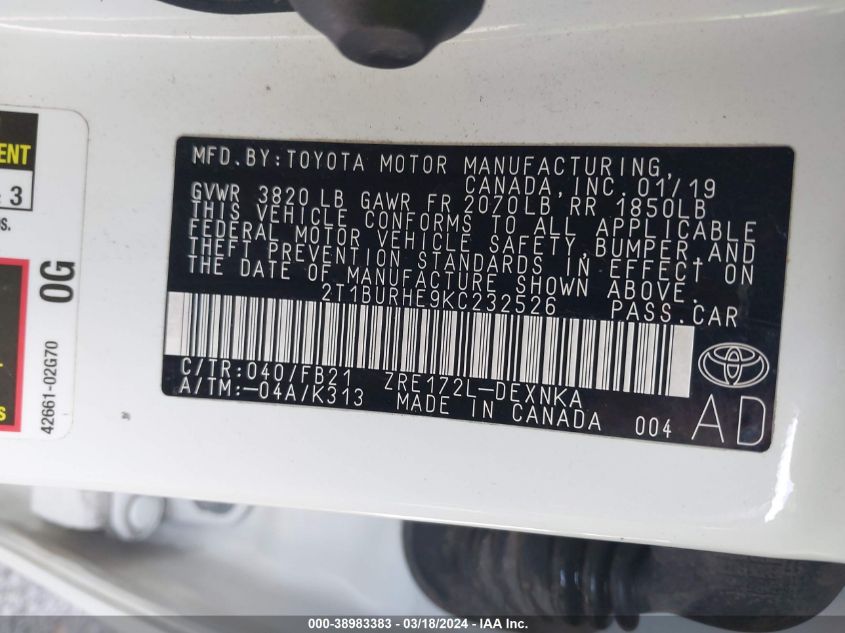 ENT
3
s.
0G
42661-02G70
s
MFD.BY:TOYOTA MOTOR MANUFACTURING,
CANADA,INC.01/19
GVWR 3820LB GAWR FR 2070LB,RR 1850LB
THIS VEHICLE CONFORMS TO ALL APPLICABLE
FEDERAL MOTOR VEHICLE SAFETY,BUMPER,AND
THEFT PREVENTION STANDARDS IN EFFECT ON
THE DATE OF MANUFACTURE SHOWN ABOVE.
2T1BURHE9KC232526 PASS.CAR
C/TR:040/FB21 ZRE172L-DEXNKA
A/TM:-04A/K313 MADE IN CANADA 004 AD
000-38983383 - 03/18/2024 - IAA Inc.